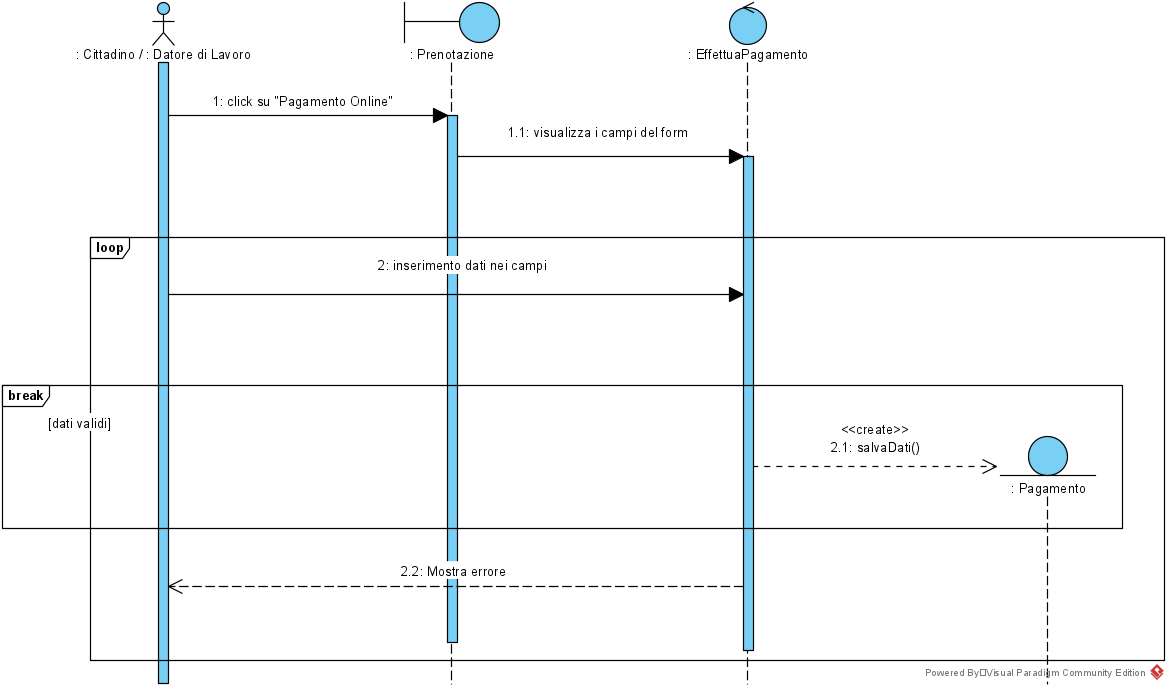 : Cittadino / : Datore di Lavoro
: Prenotazione
: EffettuaPagamento
1: click su "Pagamento Online"
1.1: visualizza i campi del form
loop
2: inserimento dati nei campi
break
[dati validi]
<<create>>
2.1: salvaDati()
: Pagamento
2.2: Mostra errore
Powered By Visual Paradigm Community Edition